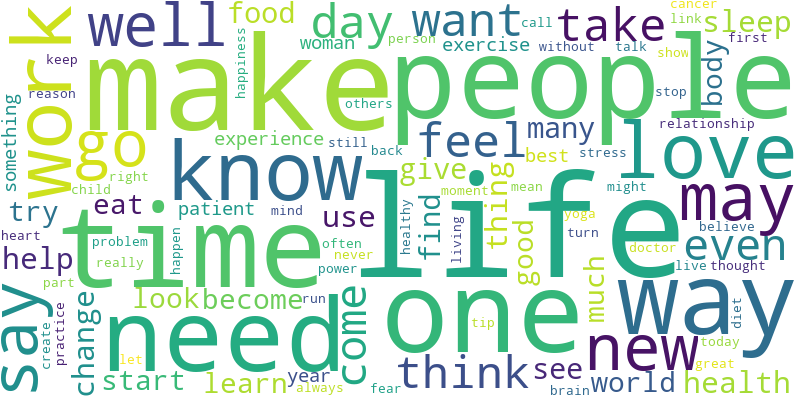 work
well
make
people
food
woman
day
want
call
exercise
person
without
talk
take
cancer
link
sleep
first
show
body
stop
keep
reason
happiness
others
something
go
experience
know
still
back
feel
many
best
stress
give
love
relationship
right
child
try
eat
patient
mind
use
time
life
one
find
thing
good
moment
mean
might
yoga
turn
may
believe
even
heart
help
problem
really
happen
often
never
power
healthy
living
doctor
live
thought
part
say
create
practice
change
look
become
run
need
come
tip
much
way
new
diet
today
let
start
learn
year
always
fear
think
see
brain
world
great
health